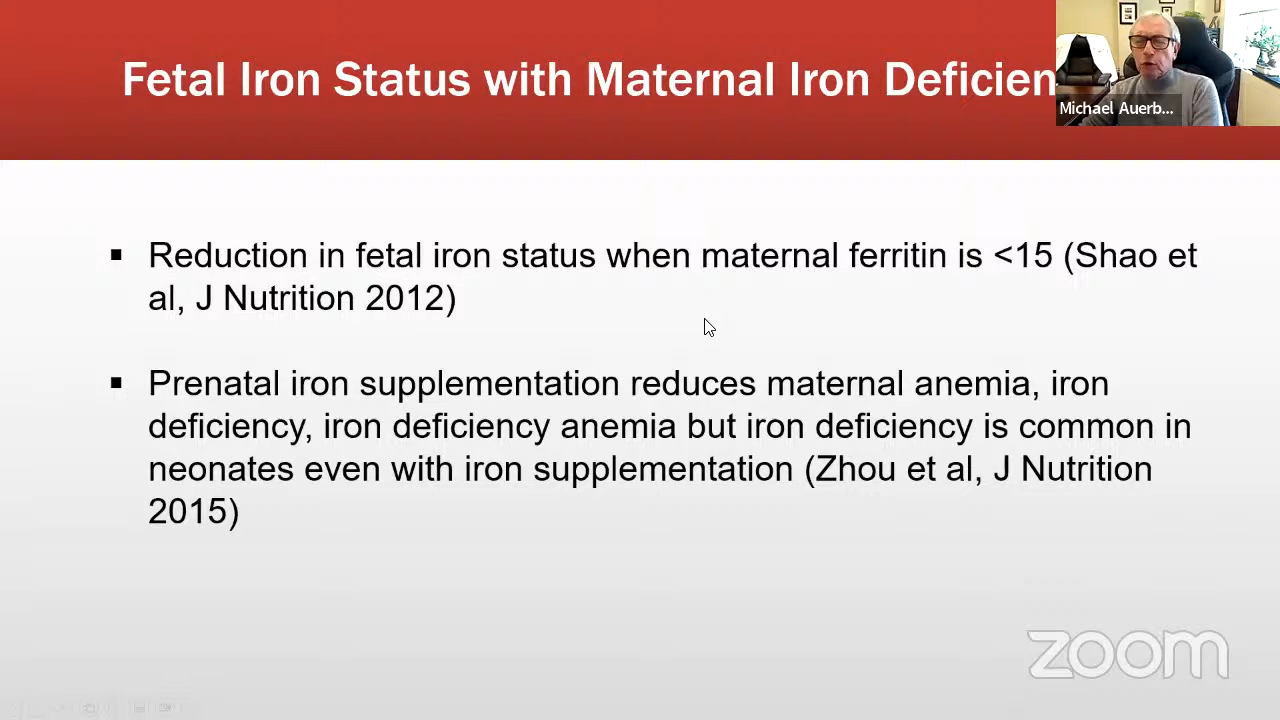 Fetal Iron Status with Maternal Iron Deficien
Michael Auerb...
▪ Reduction in fetal iron status when maternal ferritin is <15 (Shao et
al, J Nutrition 2012)
▪ Prenatal iron supplementation reduces maternal anemia, iron
deficiency, iron deficiency anemia but iron deficiency is common in
neonates even with iron supplementation (Zhou et al, J Nutrition
2015)
zoom